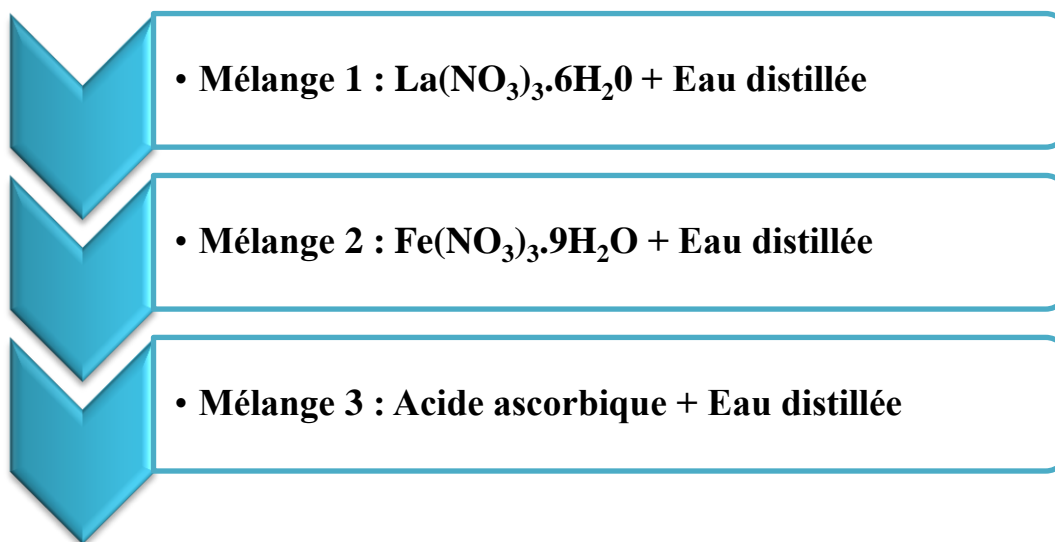 • Mélange 1 : La(NO₃)₃.6H₂0 + Eau distillée
• Mélange 2 : Fe(NO₃)₃.9H₂O + Eau distillée
• Mélange 3 : Acide ascorbique + Eau distillée